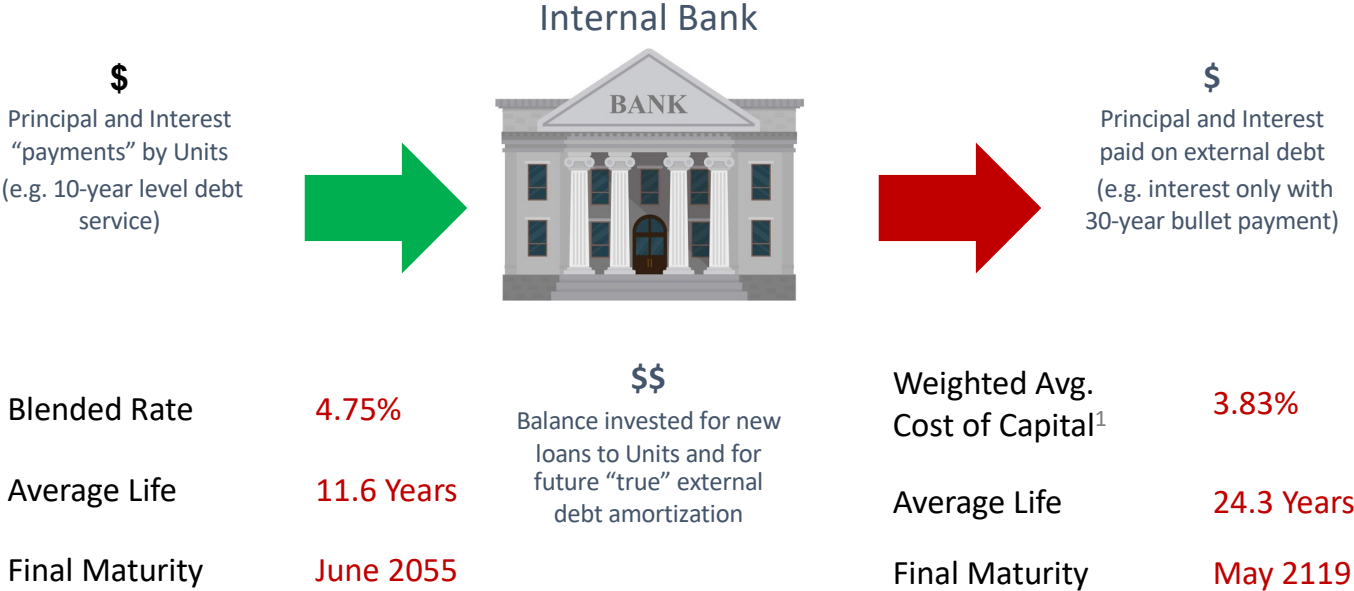 Internal Bank
$
Principal and Interest
“payments” by Units
(e.g. 10-year level debt
service)
BANK
$
Principal and Interest
paid on external debt
(e.g. interest only with
30-year bullet payment)
Blended Rate 4.75%
Average Life 11.6 Years
Final Maturity June 2055
$$
Balance invested for new
loans to Units and for
future “true” external
debt amortization
Weighted Avg.
Cost of Capital1 3.83%
Average Life 24.3 Years
Final Maturity May 2119